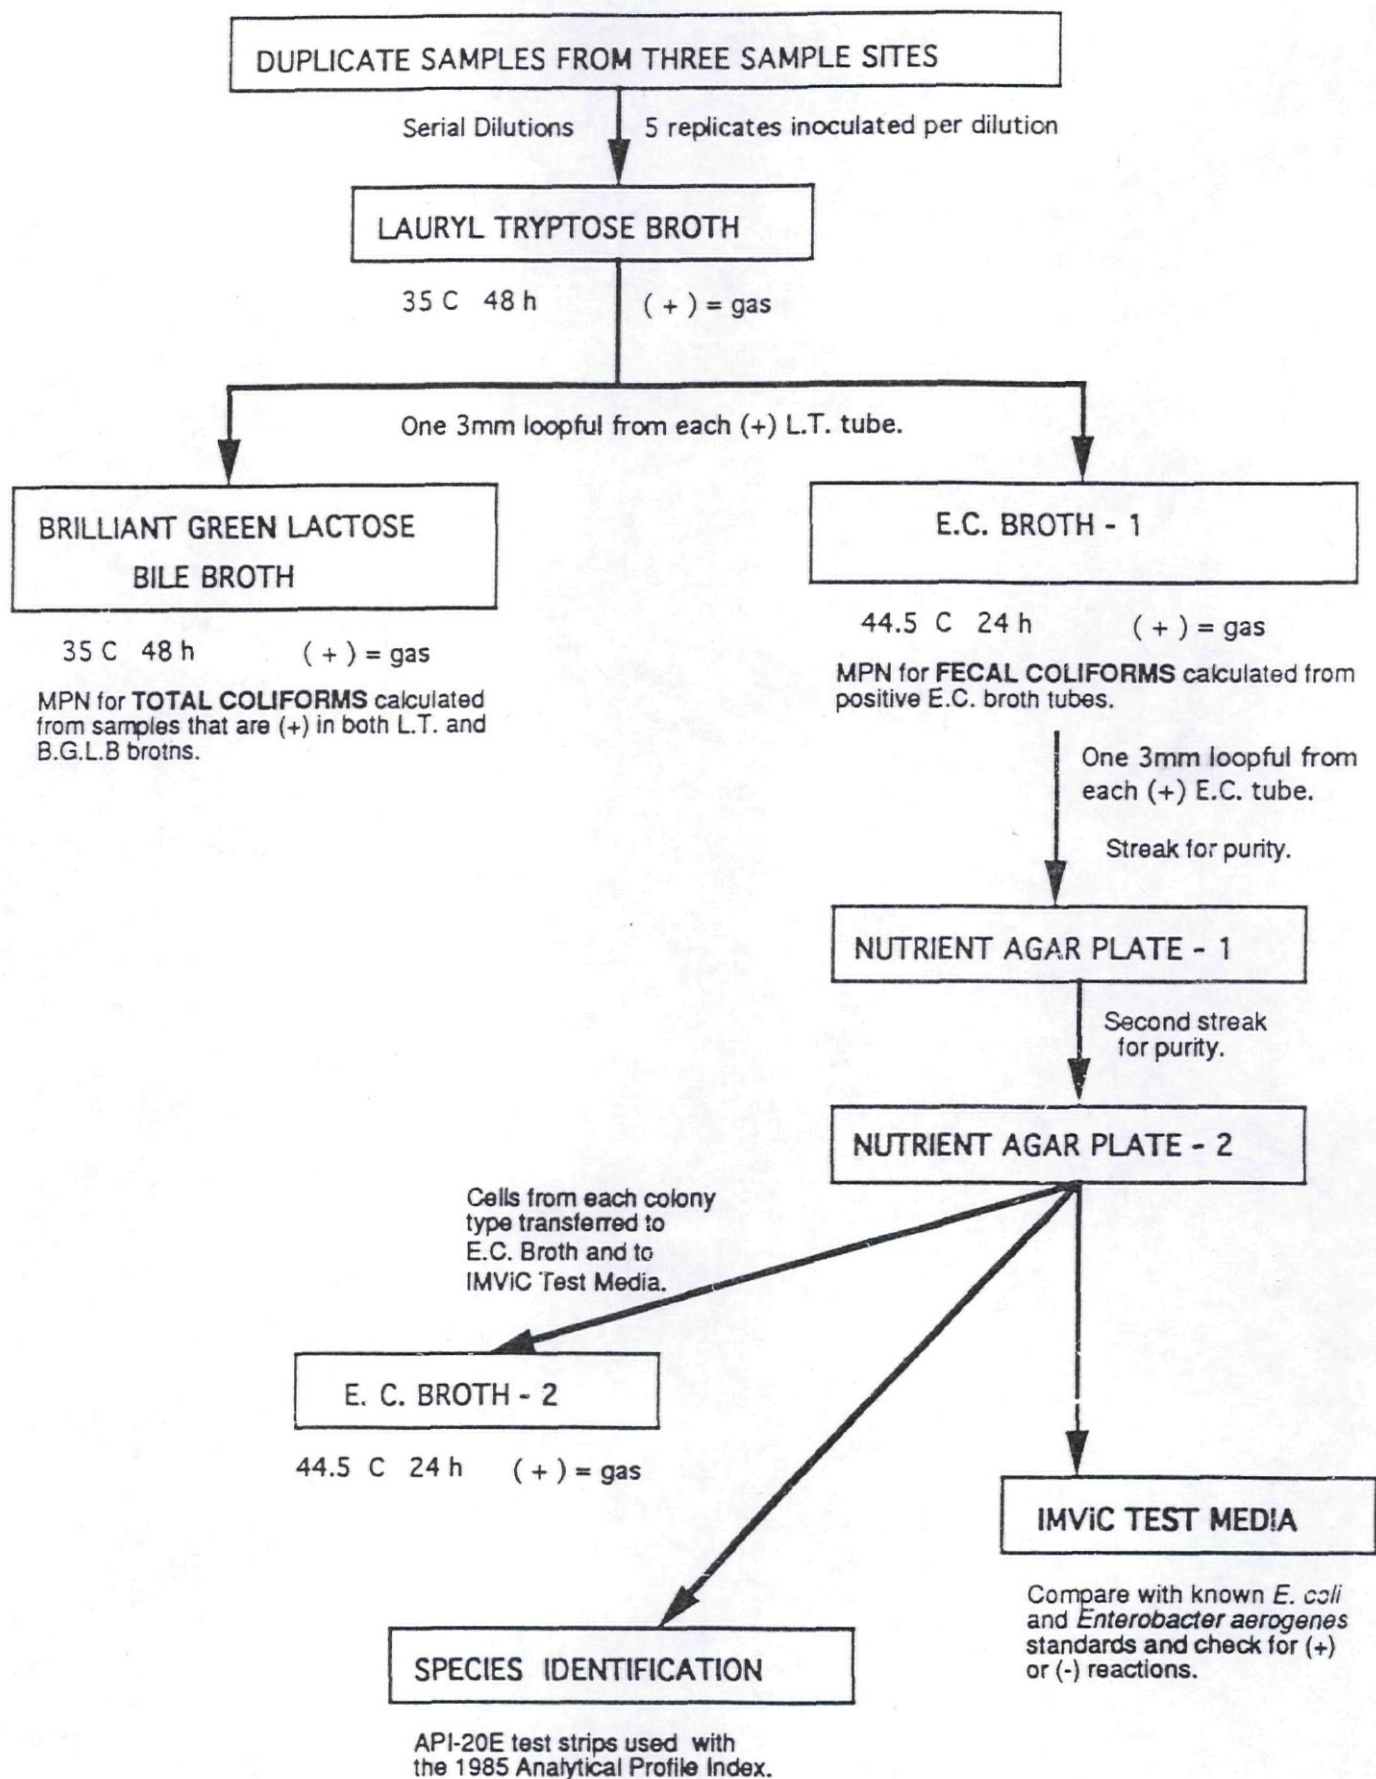 DUPLICATE SAMPLES FROM THREE SAMPLE SITES
Serial Dilutions
5 replicates inoculated per dilution
LAURYL TRYPTOSE BROTH
35 C 48 h
( + ) = gas
One 3mm loopful from each (+) L.T. tube.
BRILLIANT GREEN LACTOSE
BILE BROTH
35 C 48 h
( + ) = gas
MPN for TOTAL COLIFORMS calculated
from samples that are (+) in both L.T. and
B.G.L.B brotns.
E.C. BROTH - 1
44.5 C 24 h
( + ) = gas
MPN for FECAL COLIFORMS calculated from
positive E.C. broth tubes.
One 3mm loopful from
each (+) E.C. tube.
Streak for purity.
NUTRIENT AGAR PLATE - 1
Second streak
for purity.
NUTRIENT AGAR PLATE - 2
Cells from each colony
type transferred to
E.C. Broth and to
IMViC Test Media.
E. C. BROTH - 2
44.5 C 24 h
( + ) = gas
IMViC TEST MEDIA
Compare with known E. coli
and Enterobacter aerogenes
standards and check for (+)
or (-) reactions.
SPECIES IDENTIFICATION
API-20E test strips used with
the 1985 Analytical Profile Index.